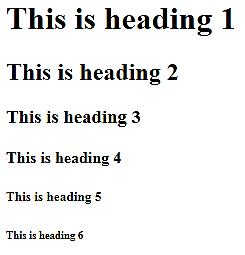 This is heading 1
This is heading 2
This is heading 3
This is heading 4
This is heading 5
This is heading 6